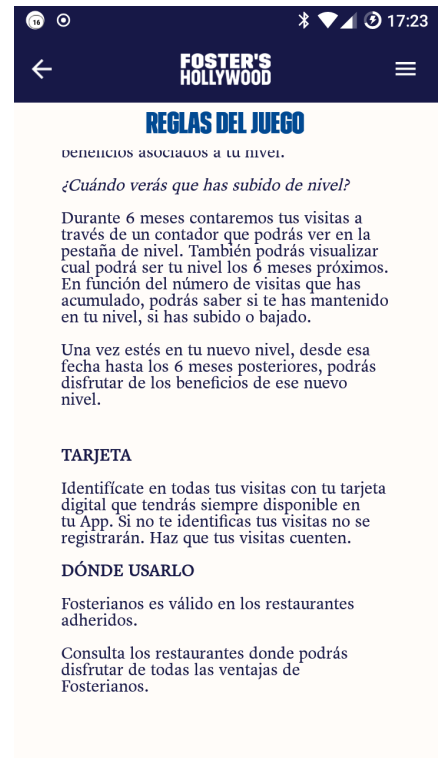 16
17:23
FOSTER'S
HOLLYWOOD
REGLAS DEL JUEGO
beneficios asociados a tu nivel.
¿Cuándo verás que has subido de nivel?
Durante 6 meses contaremos tus visitas a
través de un contador que podrás ver en la
pestaña de nivel. También podrás visualizar
cual podrá ser tu nivel los 6 meses próximos.
En función del número de visitas que has
acumulado, podrás saber si te has mantenido
en tu nivel, si has subido o bajado.
Una vez estés en tu nuevo nivel, desde esa
fecha hasta los 6 meses posteriores, podrás
disfrutar de los beneficios de ese nuevo
nivel.
TARJETA
Identifícate en todas tus visitas con tu tarjeta
digital que tendrás siempre disponible en
tu App. Si no te identificas tus visitas no se
registrarán. Haz que tus visitas cuenten.
DÓNDE USARLO
Fosterianos es válido en los restaurantes
adheridos.
Consulta los restaurantes donde podrás
disfrutar de todas las ventajas de
Fosterianos.